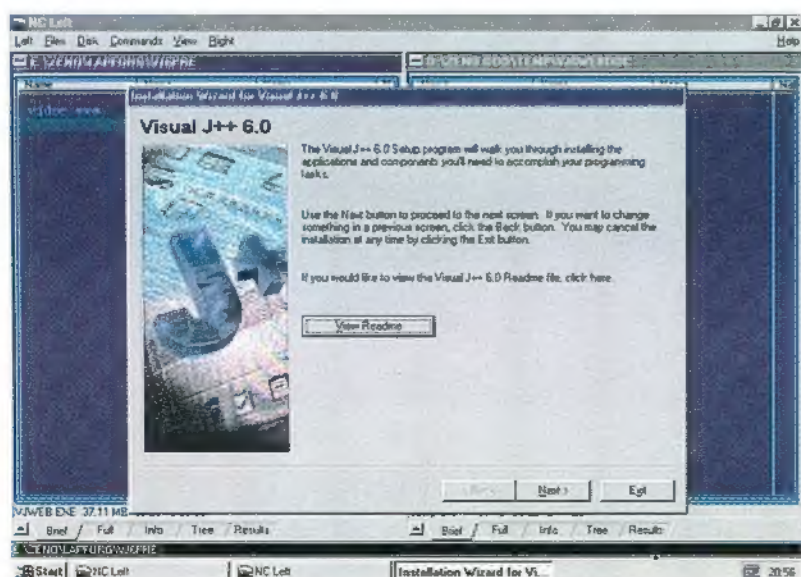 NC Left
Left Files Disk Commands View Right Help
Name
Installation Wizard for Visual J++ 6.0
Visual J++ 6.0
The Visual J++ 6.0 Setup program will walk you through installing the
applications and components you'll need to accomplish your programming
tasks.
Use the Next button to proceed to the next screen. If you want to change
something in a previous screen, click the Back button. You may cancel the
installation at any time by clicking the Exit button.
If you would like to view the Visual J++ 6.0 Readme file, click here.
View Readme
Next > Exit
VJWEB EXE 37.11 MB
Brief / Full / Info / Tree / Results
Brief / Full / Info / Tree / Results
Start NC Left NC Left Installation Wizard for Vi... 20:56